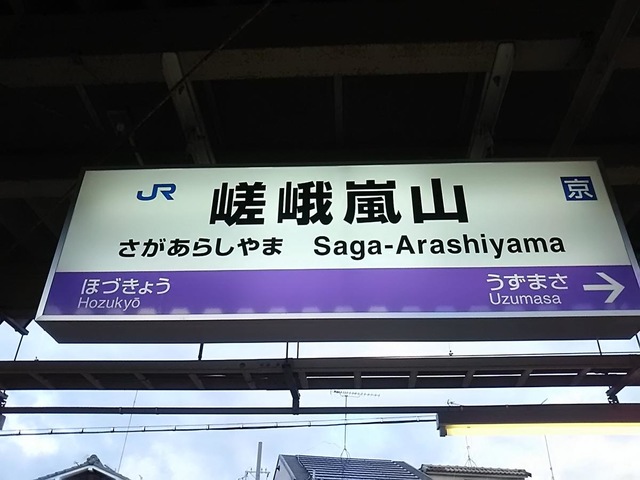 JR 嵯峨嵐山 京
さがあらしやま Saga-Arashiyama
ほづきょう うずまさ →
Hozukyō Uzumasa